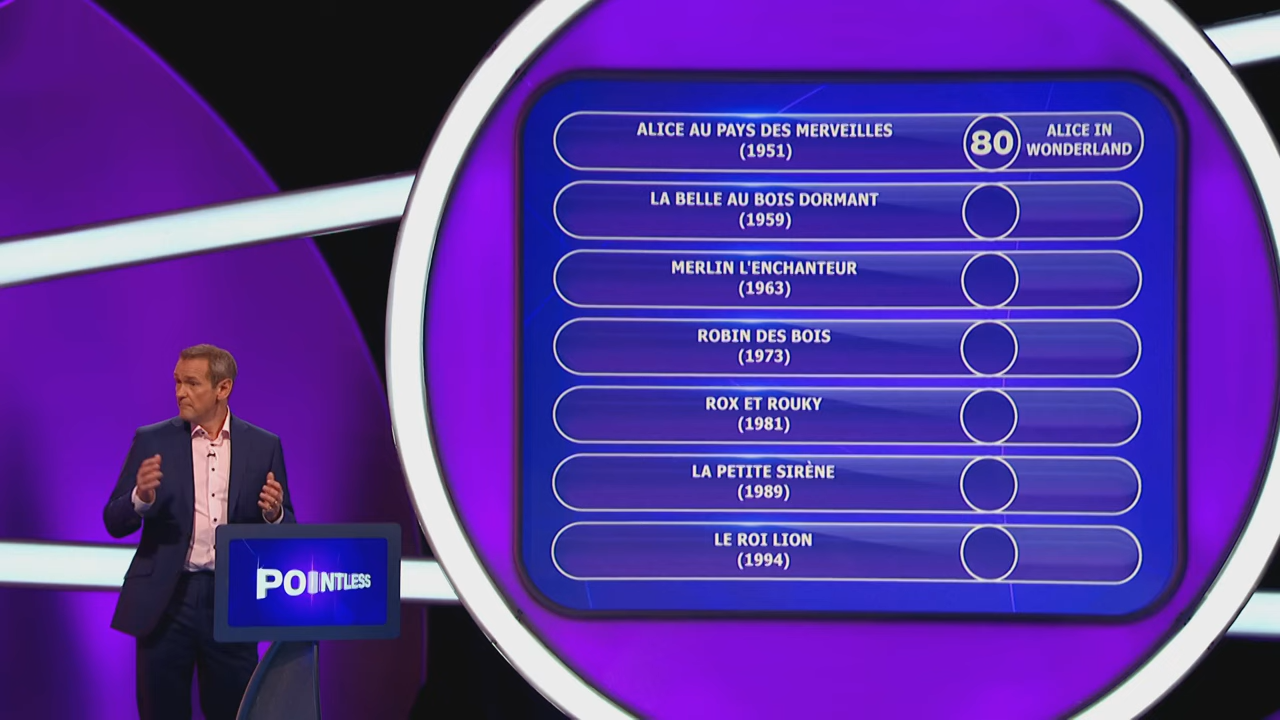 ALICE AU PAYS DES MERVEILLES
(1951)
80
ALICE IN
WONDERLAND
LA BELLE AU BOIS DORMANT
(1959)
MERLIN L'ENCHANTEUR
(1963)
ROBIN DES BOIS
(1973)
ROX ET ROUKY
(1981)
LA PETITE SIRÈNE
(1989)
LE ROI LION
(1994)
POINTLESS